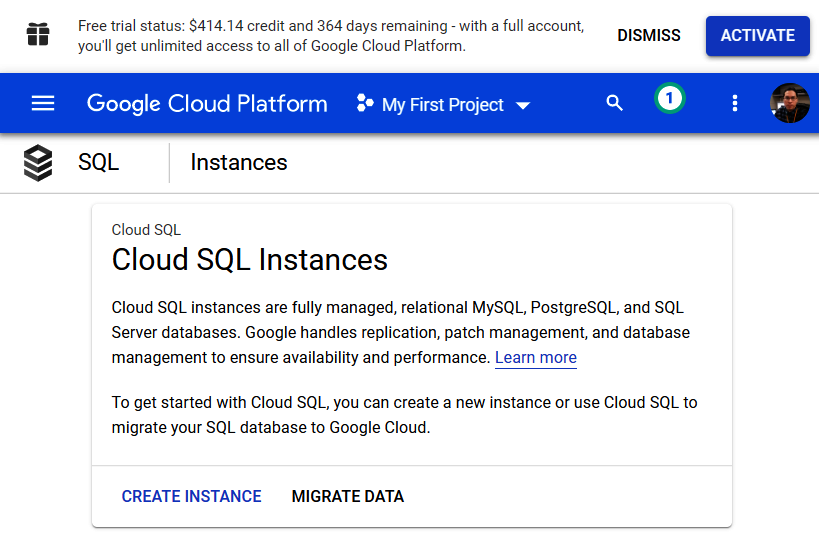 Free trial status: $414.14 credit and 364 days remaining - with a full account,
you'll get unlimited access to all of Google Cloud Platform.
DISMISS
ACTIVATE
Google Cloud Platform
My First Project
1
SQL
Instances
Cloud SQL
Cloud SQL Instances
Cloud SQL instances are fully managed, relational MySQL, PostgreSQL, and SQL
Server databases. Google handles replication, patch management, and database
management to ensure availability and performance. Learn more
To get started with Cloud SQL, you can create a new instance or use Cloud SQL to
migrate your SQL database to Google Cloud.
CREATE INSTANCE
MIGRATE DATA